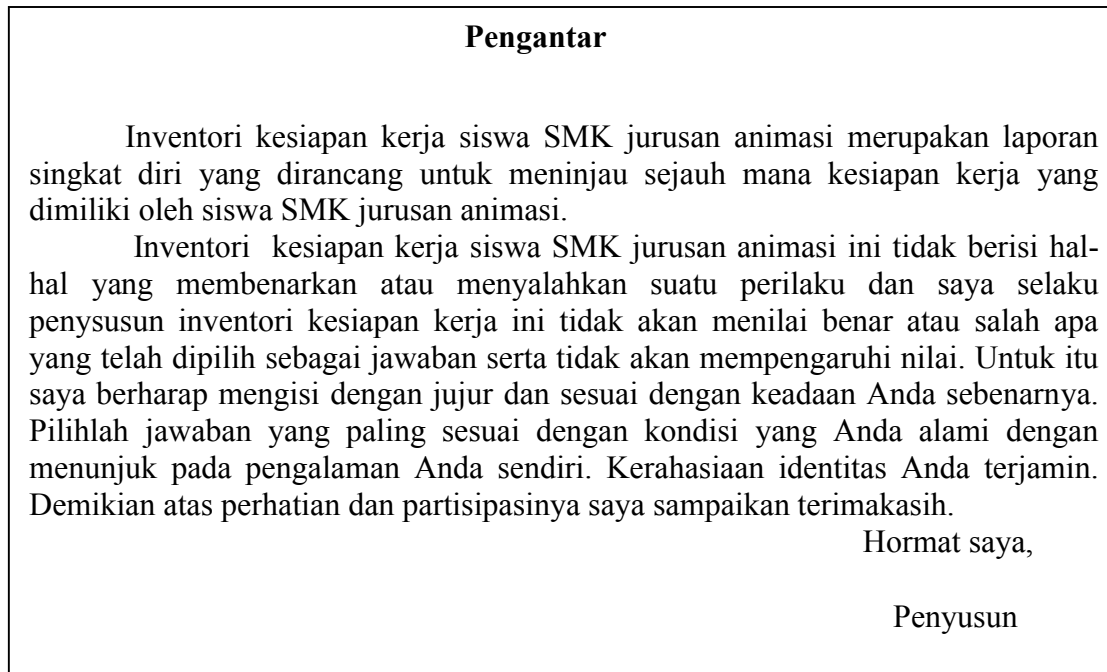 Pengantar
Inventori kesiapan kerja siswa SMK jurusan animasi merupakan laporan
singkat diri yang dirancang untuk meninjau sejauh mana kesiapan kerja yang
dimiliki oleh siswa SMK jurusan animasi.
Inventori kesiapan kerja siswa SMK jurusan animasi ini tidak berisi hal-
hal yang membenarkan atau menyalahkan suatu perilaku dan saya selaku
penysusun inventori kesiapan kerja ini tidak akan menilai benar atau salah apa
yang telah dipilih sebagai jawaban serta tidak akan mempengaruhi nilai. Untuk itu
saya berharap mengisi dengan jujur dan sesuai dengan keadaan Anda sebenarnya.
Pilihlah jawaban yang paling sesuai dengan kondisi yang Anda alami dengan
menunjuk pada pengalaman Anda sendiri. Kerahasiaan identitas Anda terjamin.
Demikian atas perhatian dan partisipasinya saya sampaikan terimakasih.
Hormat saya,
Penyusun